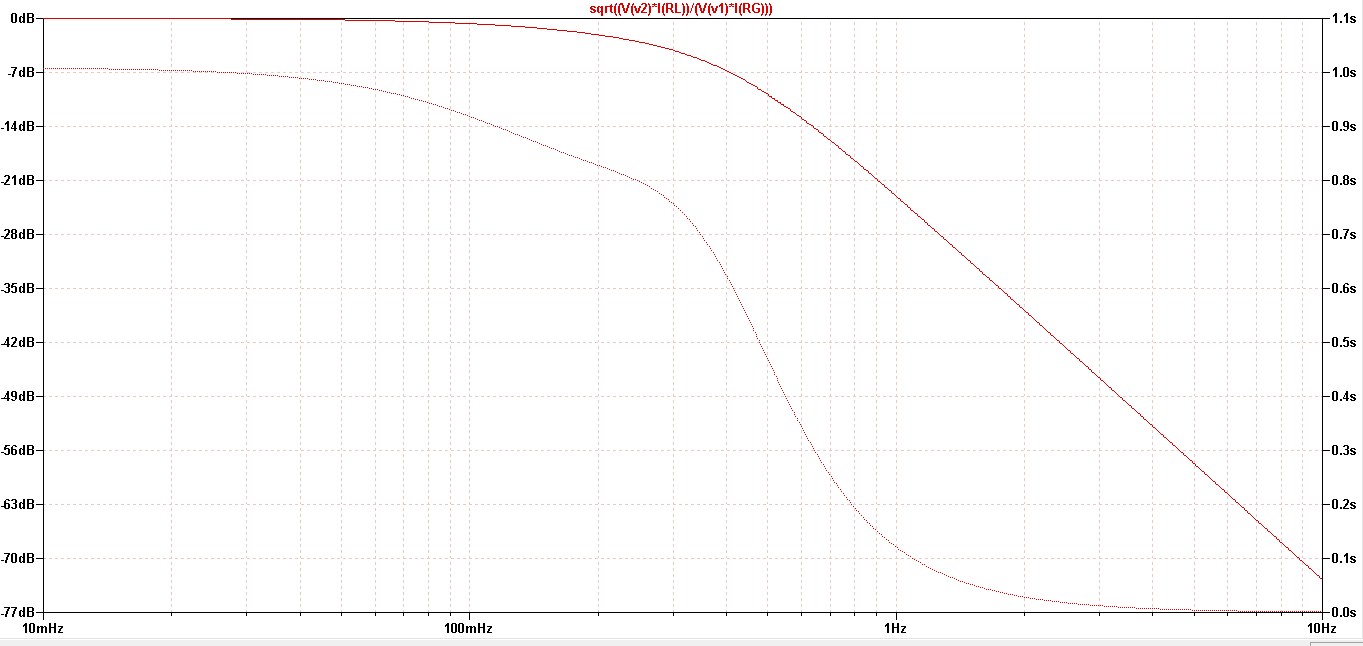 sqrt((V(v2)*I(RL))/(V(v1)*I(RG)))
0dB
-7dB
-14dB
-21dB
-28dB
-35dB
-42dB
-49dB
-56dB
-63dB
-70dB
-77dB
1.1s
1.0s
0.9s
0.8s
0.7s
0.6s
0.5s
0.4s
0.3s
0.2s
0.1s
0.0s
10mHz
100mHz
1Hz
10Hz